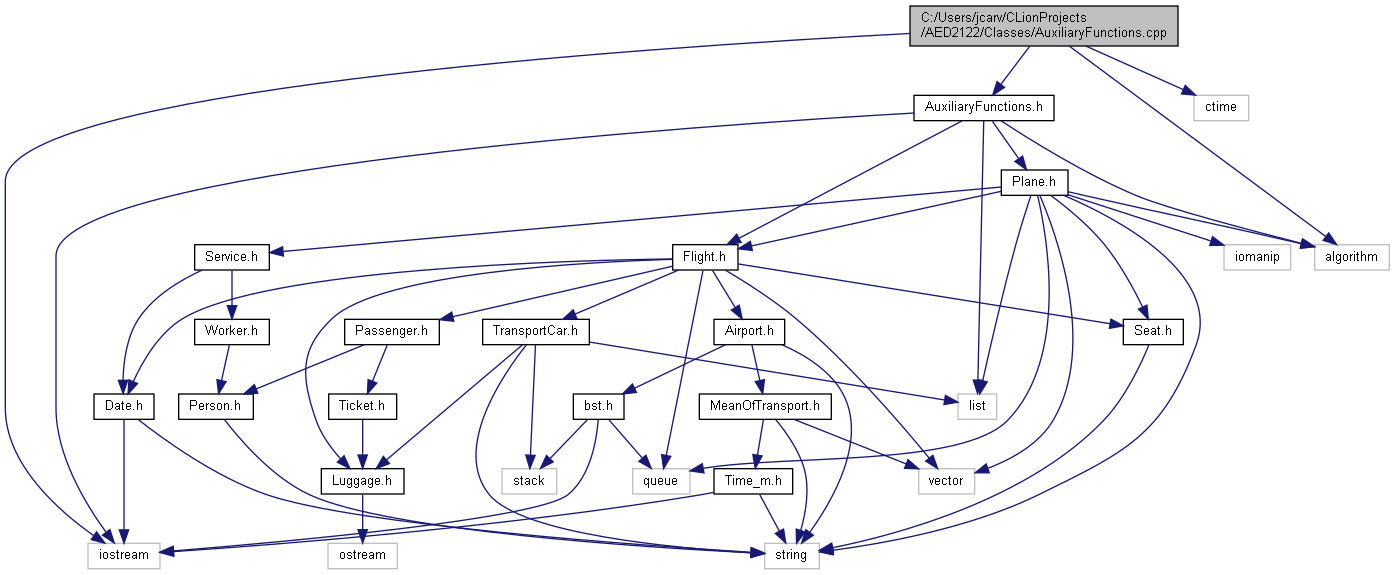 C:/Users/jcarv/CLionProjects
/AED2122/Classes/AuxiliaryFunctions.cpp
AuxiliaryFunctions.h
ctime
Plane.h
Service.h
Flight.h
iomanip
algorithm
Worker.h
Passenger.h
TransportCar.h
Airport.h
Seat.h
Date.h
Person.h
Ticket.h
bst.h
MeanOfTransport.h
list
Luggage.h
stack
queue
Time_m.h
vector
iostream
ostream
string